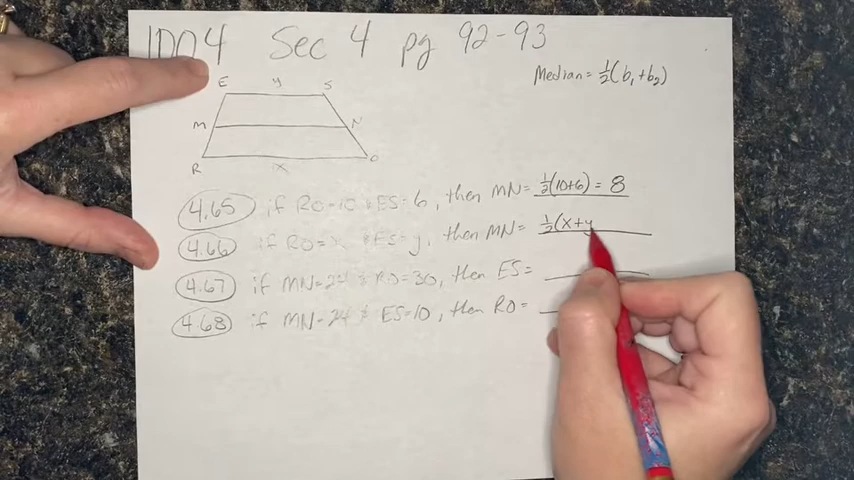 1004 Sec 4 pg 92-93
Median = ½(b₁+b₂)
E y S
M N
R x O
4.65 if RO=10 & ES=6, then MN= ½(10+6) = 8
4.66 if RO=x & ES=y, then MN= ½(x+y
4.67 if MN=24 & RO=30, then ES=
4.68 if MN=24 & ES=10, then RO=